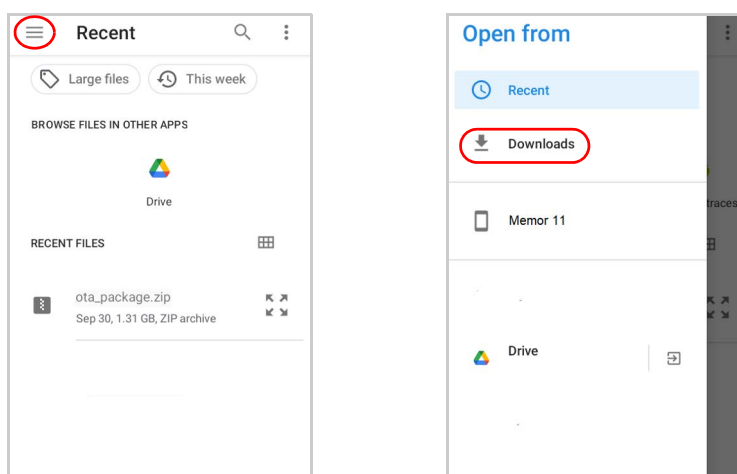 Recent
Large files
This week
BROWSE FILES IN OTHER APPS
Drive
RECENT FILES
ota_package.zip
Sep 30, 1.31 GB, ZIP archive
Open from
Recent
Downloads
Memor 11
Drive
traces